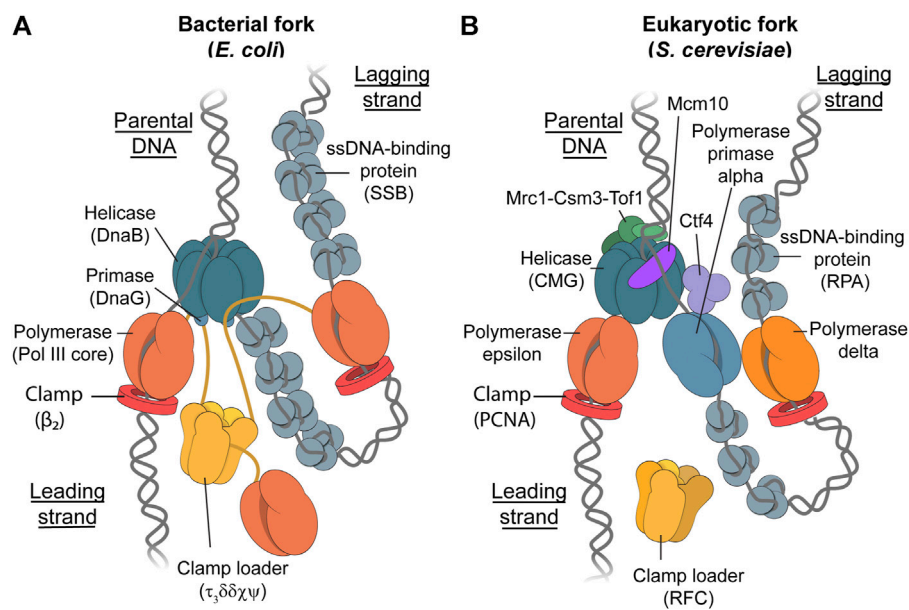 A
Bacterial fork
(E. coli)
Parental
DNA
Lagging
strand
ssDNA-binding
protein
(SSB)
Helicase
(DnaB)
Primase
(DnaG)
Polymerase
(Pol III core)
Clamp
(β₂)
Leading
strand
Clamp loader
(τ₃δδχψ)
B
Eukaryotic fork
(S. cerevisiae)
Mcm10
Lagging
strand
Parental
DNA
Polymerase
primase
alpha
Mrc1-Csm3-Tof1
Ctf4
Helicase
(CMG)
ssDNA-binding
protein
(RPA)
Polymerase
epsilon
Polymerase
delta
Clamp
(PCNA)
Leading
strand
Clamp loader
(RFC)